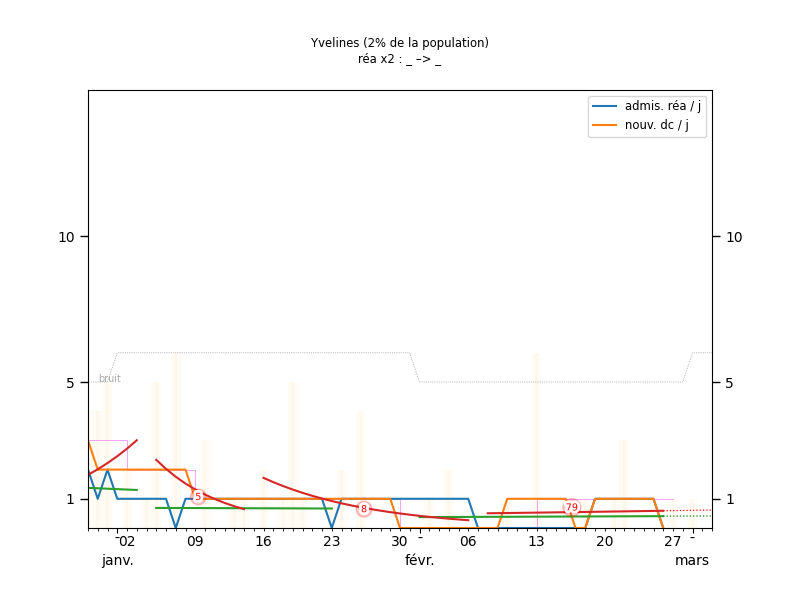 Yvelines (2% de la population)
réa x2 : _ –> _
admis. réa / j
nouv. dc / j
10 10
5 bruit 5
1 5 8 79 1
- 02 09 16 23 30 - 06 13 20 27 -
janv. févr. mars